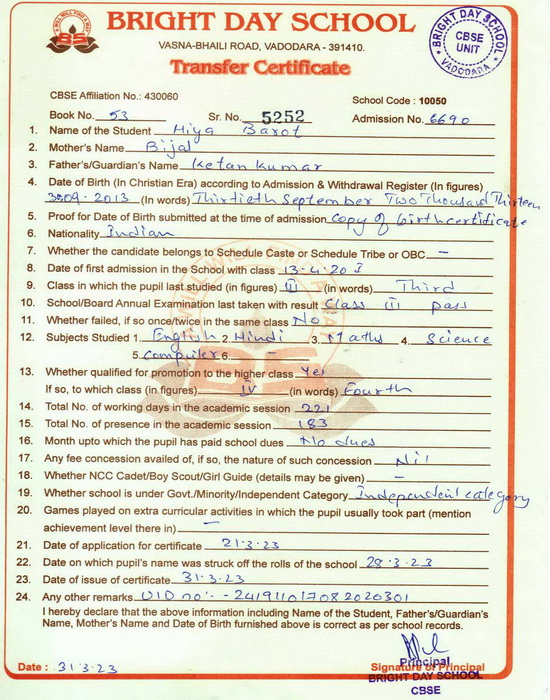 BRIGHT DAY SCHOOL
VASNA-BHAILI ROAD, VADODARA - 391410.
Transfer Certificate
BRIGHT DAY SCHOOL
CBSE
UNIT
VADODARA
CBSE Affiliation No.: 430060
School Code : 10050
Book No. 53 Sr. No. 5252 Admission No. 6690
1. Name of the Student Hiya Barot
2. Mother's Name Bijal
3. Father's/Guardian's Name Ketankumar
4. Date of Birth (In Christian Era) according to Admission & Withdrawal Register (In figures)
30.09.2013 (In words) Thirtieth September Two Thousand Thirteen
5. Proof for Date of Birth submitted at the time of admission Copy of birth certificate
6. Nationality Indian
7. Whether the candidate belongs to Schedule Caste or Schedule Tribe or OBC —
8. Date of first admission in the School with class 13-4-20 I
9. Class in which the pupil last studied (in figures) III (in words) Third
10. School/Board Annual Examination last taken with result Class III pass
11. Whether failed, if so once/twice in the same class No
12. Subjects Studied 1. English 2 Hindi 3. Maths 4. Science
5. Computer 6. —
13. Whether qualified for promotion to the higher class Yes
If so, to which class (in figures) IV (in words) Fourth
14. Total No. of working days in the academic session 221
15. Total No. of presence in the academic session 183
16. Month upto which the pupil has paid school dues No dues
17. Any fee concession availed of, if so, the nature of such concession Nil
18. Whether NCC Cadet/Boy Scout/Girl Guide (details may be given) —
19. Whether school is under Govt./Minority/Independent Category Independent category
20. Games played on extra curricular activities in which the pupil usually took part (mention
achievement level there in) —
21. Date of application for certificate 21-3-23
22. Date on which pupil's name was struck off the rolls of the school 28-3-23
23. Date of issue of certificate 31-3-23
24. Any other remarks UID no:- 241911017082020301
I hereby declare that the above information including Name of the Student, Father's/Guardian's
Name, Mother's Name and Date of Birth furnished above is correct as per school records.
Date : 31-3-23
Signature of Principal
Principal
BRIGHT DAY SCHOOL
CBSE